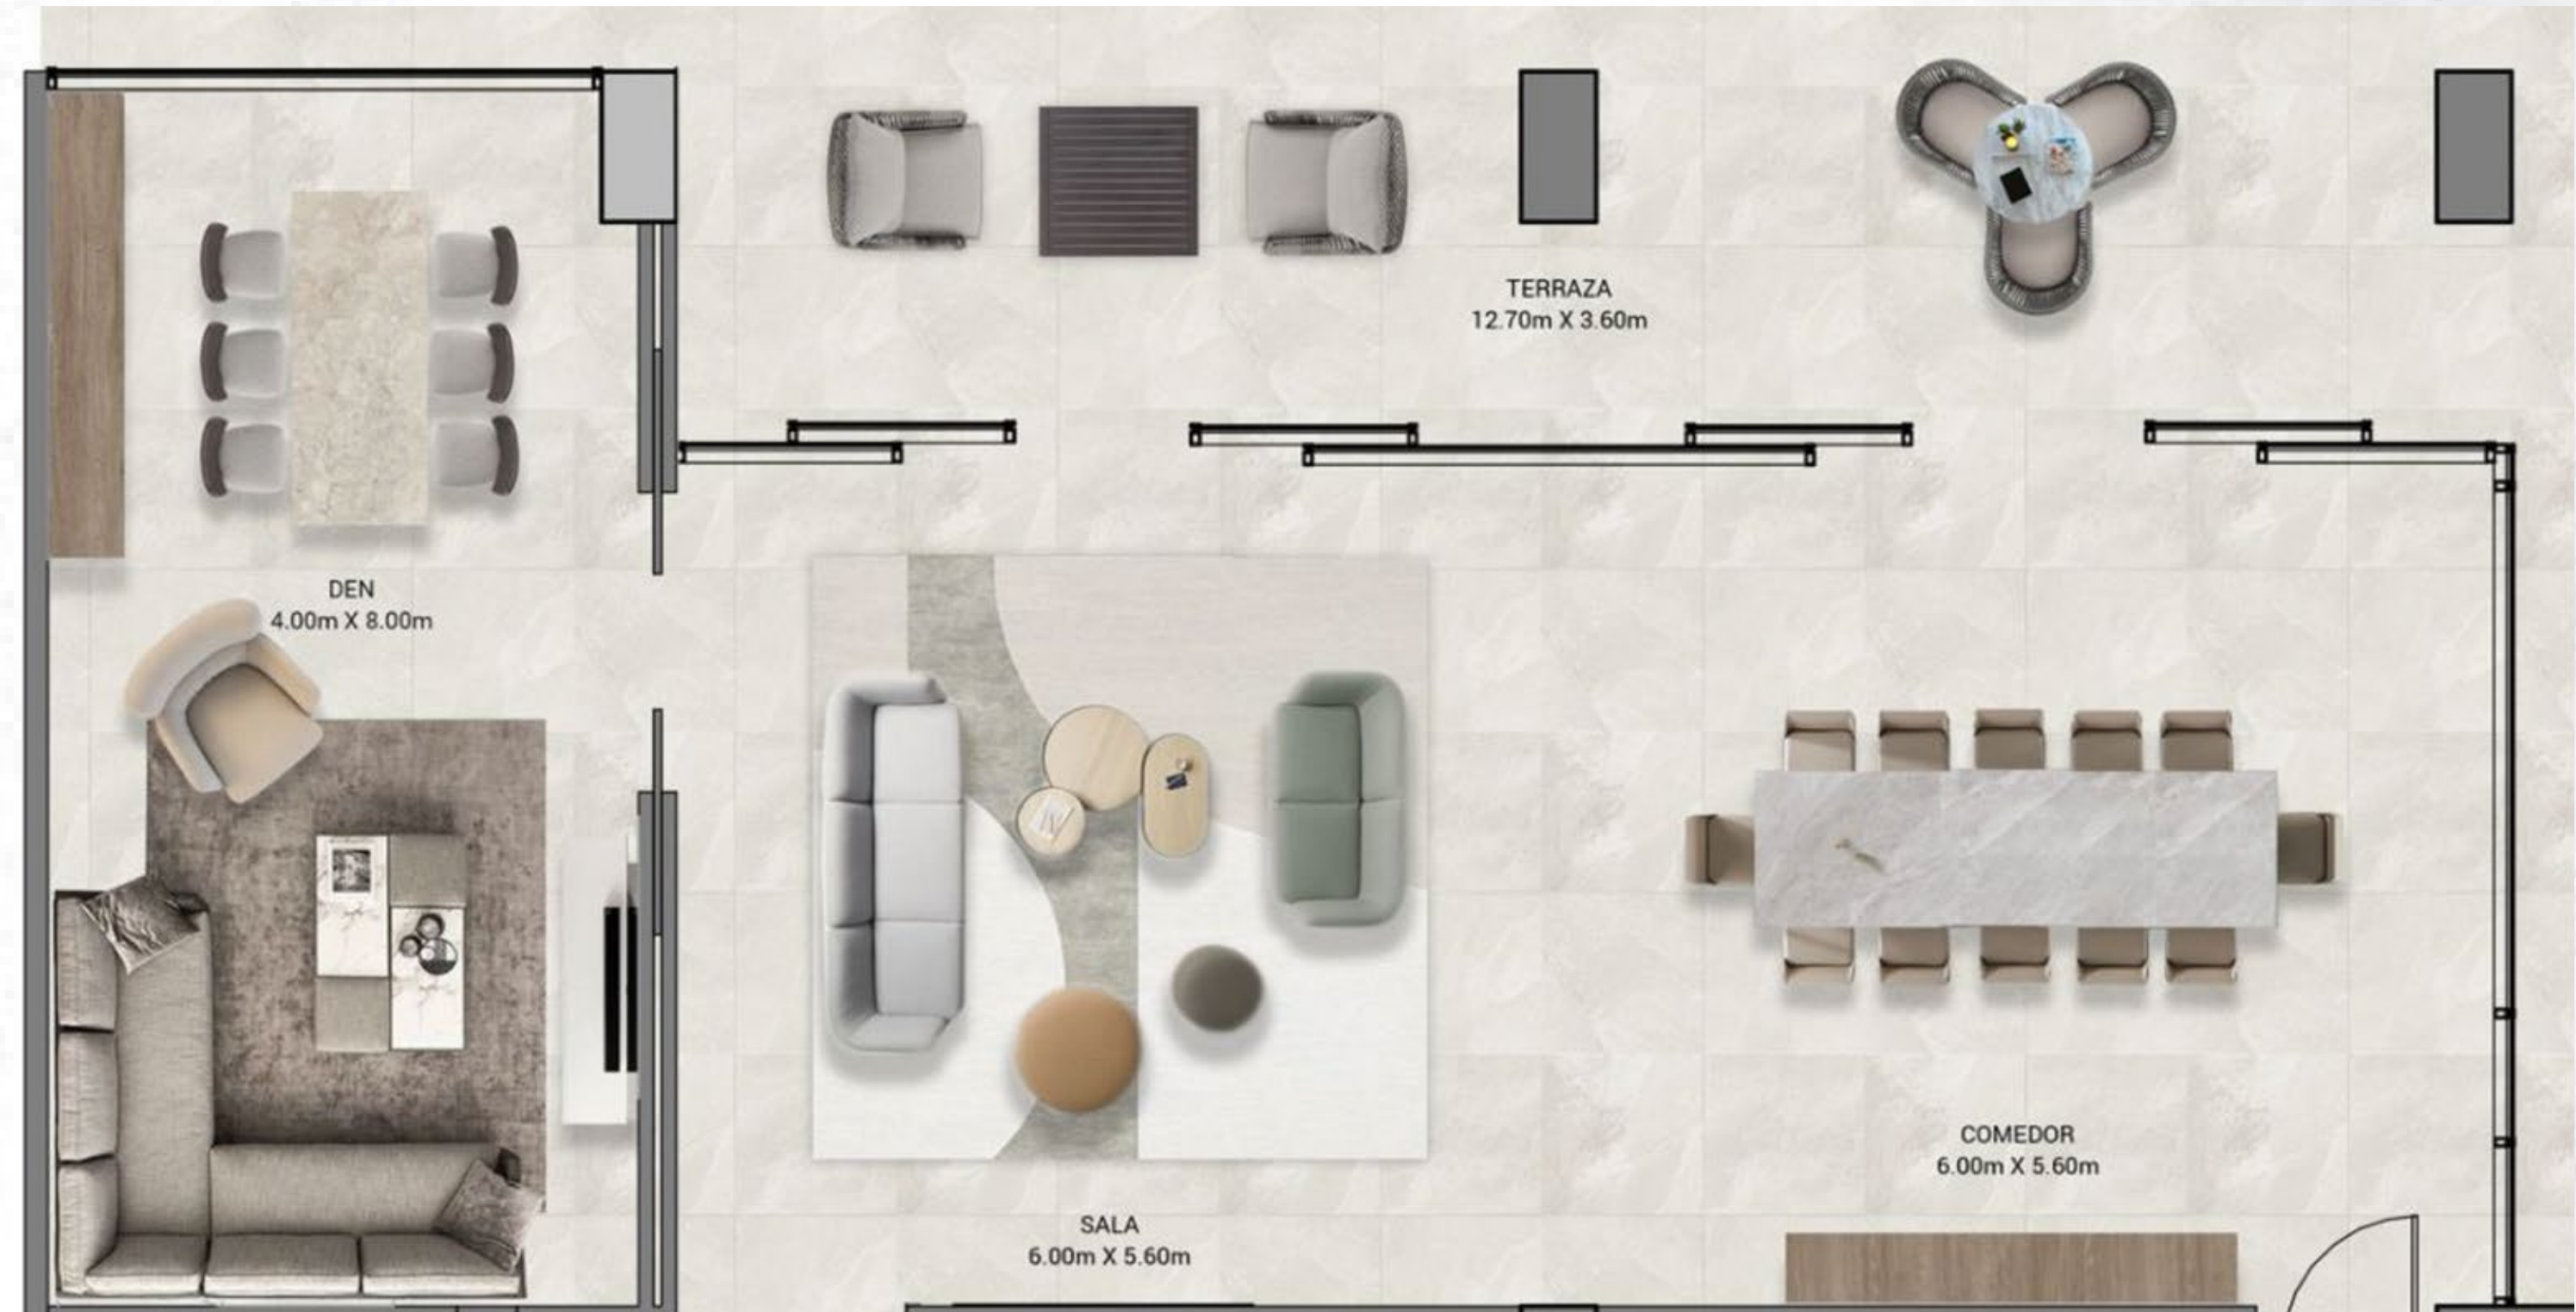 TERRAZA
12.70m X 3.60m
DEN
4.00m X 8.00m
COMEDOR
6.00m X 5.60m
SALA
6.00m X 5.60m